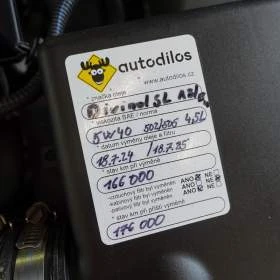 autodilos
www.autodilos.cz
* značka oleje
Divinol SL A3/
* viskozita SAE / norma
5W40 502/505 4,5L
* datum výměny oleje a filtru
18.7.24 / 18.7.25
* stav km při výměně
166 000
- vzduchový filtr byl vyměněn ANO NE
- kabinový filtr byl vyměněn ANO NE
- palivový filtr byl vyměněn ANO NE
* stav km při příští výměně
176 000